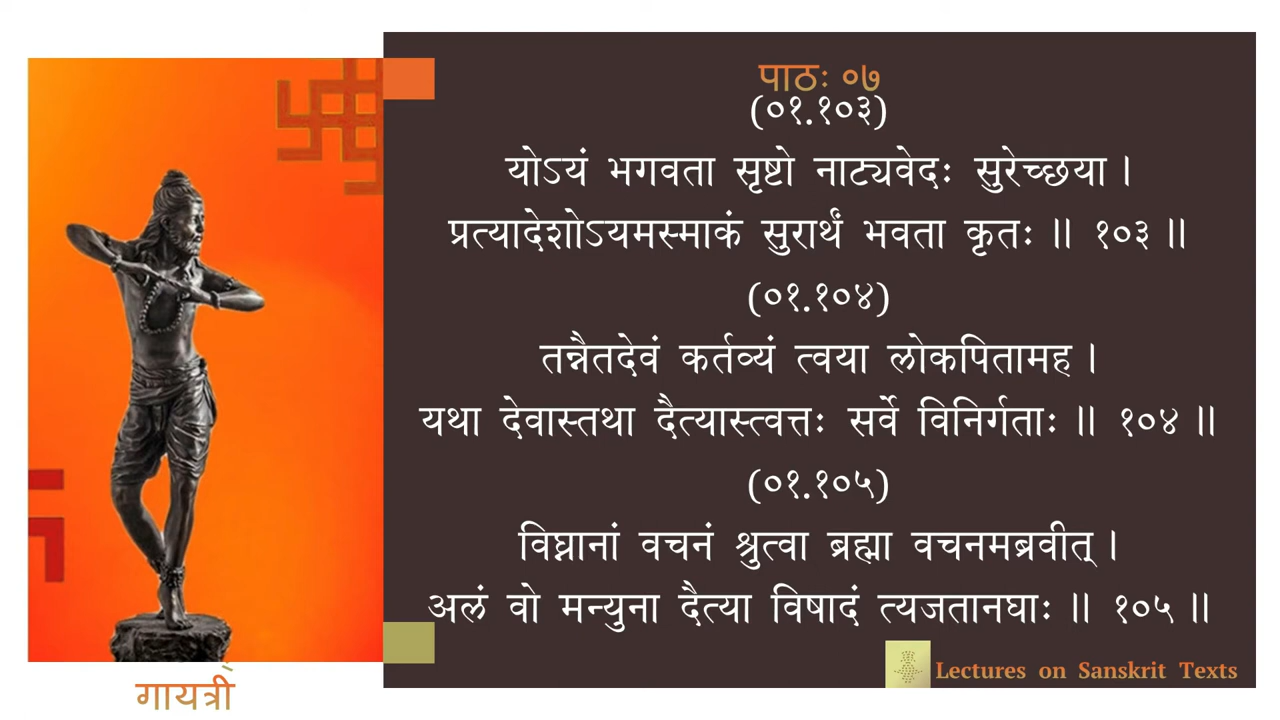 पाठः ०७
(०१.१०३)
योऽयं भगवता सृष्टो नाट्यवेदः सुरेच्छया ।
प्रत्यादेशोऽयमस्माकं सुरार्थं भवता कृतः ॥ १०३ ॥
(०१.१०४)
तन्नैतदेवं कर्तव्यं त्वया लोकपितामह ।
यथा देवास्तथा दैत्यास्त्वत्तः सर्वे विनिर्गताः ॥ १०४ ॥
(०१.१०५)
विघ्नानां वचनं श्रुत्वा ब्रह्मा वचनमब्रवीत् ।
अलं वो मन्युना दैत्या विषादं त्यजतानघाः ॥ १०५ ॥
Lectures on Sanskrit Texts
गायत्री